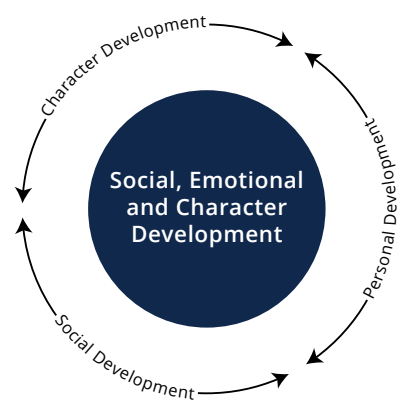 Character Development
Social, Emotional
and Character
Development
Personal Development
Social Development